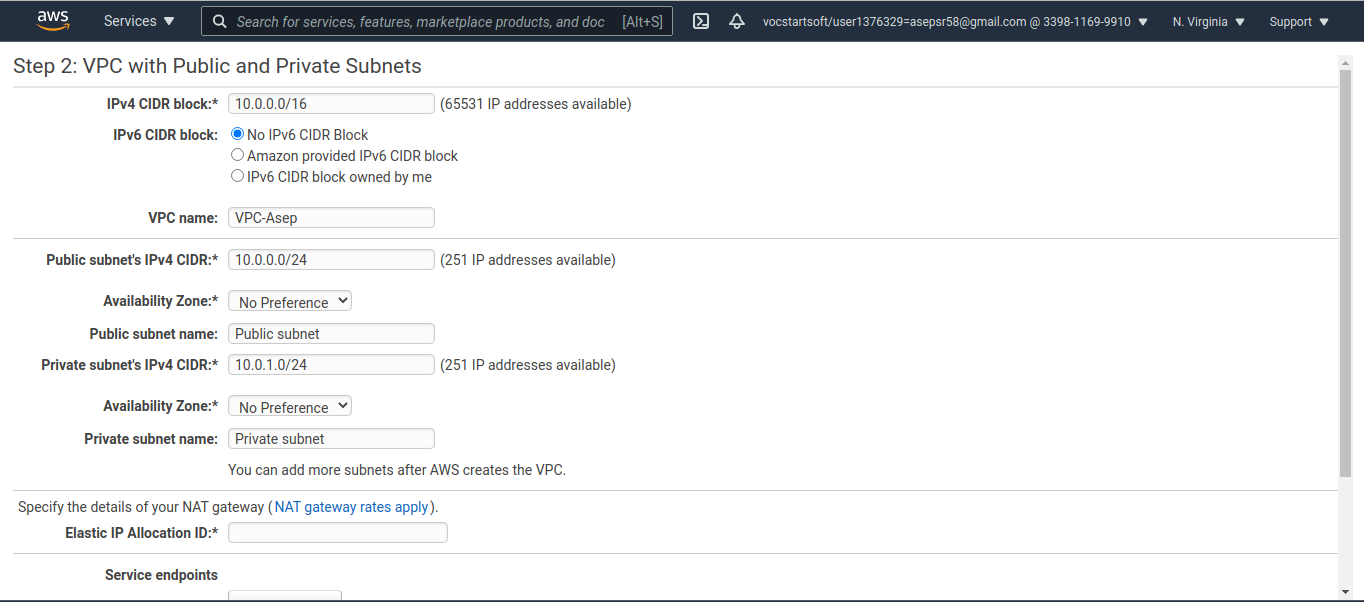 aws Services Search for services, features, marketplace products, and doc [Alt+S] vocstartsoft/user1376329=asepsr58@gmail.com @ 3398-1169-9910 N. Virginia Support
Step 2: VPC with Public and Private Subnets
IPv4 CIDR block:* 10.0.0.0/16 (65531 IP addresses available)
IPv6 CIDR block: No IPv6 CIDR Block
Amazon provided IPv6 CIDR block
IPv6 CIDR block owned by me
VPC name: VPC-Asep
Public subnet's IPv4 CIDR:* 10.0.0.0/24 (251 IP addresses available)
Availability Zone:* No Preference
Public subnet name: Public subnet
Private subnet's IPv4 CIDR:* 10.0.1.0/24 (251 IP addresses available)
Availability Zone:* No Preference
Private subnet name: Private subnet
You can add more subnets after AWS creates the VPC.
Specify the details of your NAT gateway (NAT gateway rates apply).
Elastic IP Allocation ID:*
Service endpoints